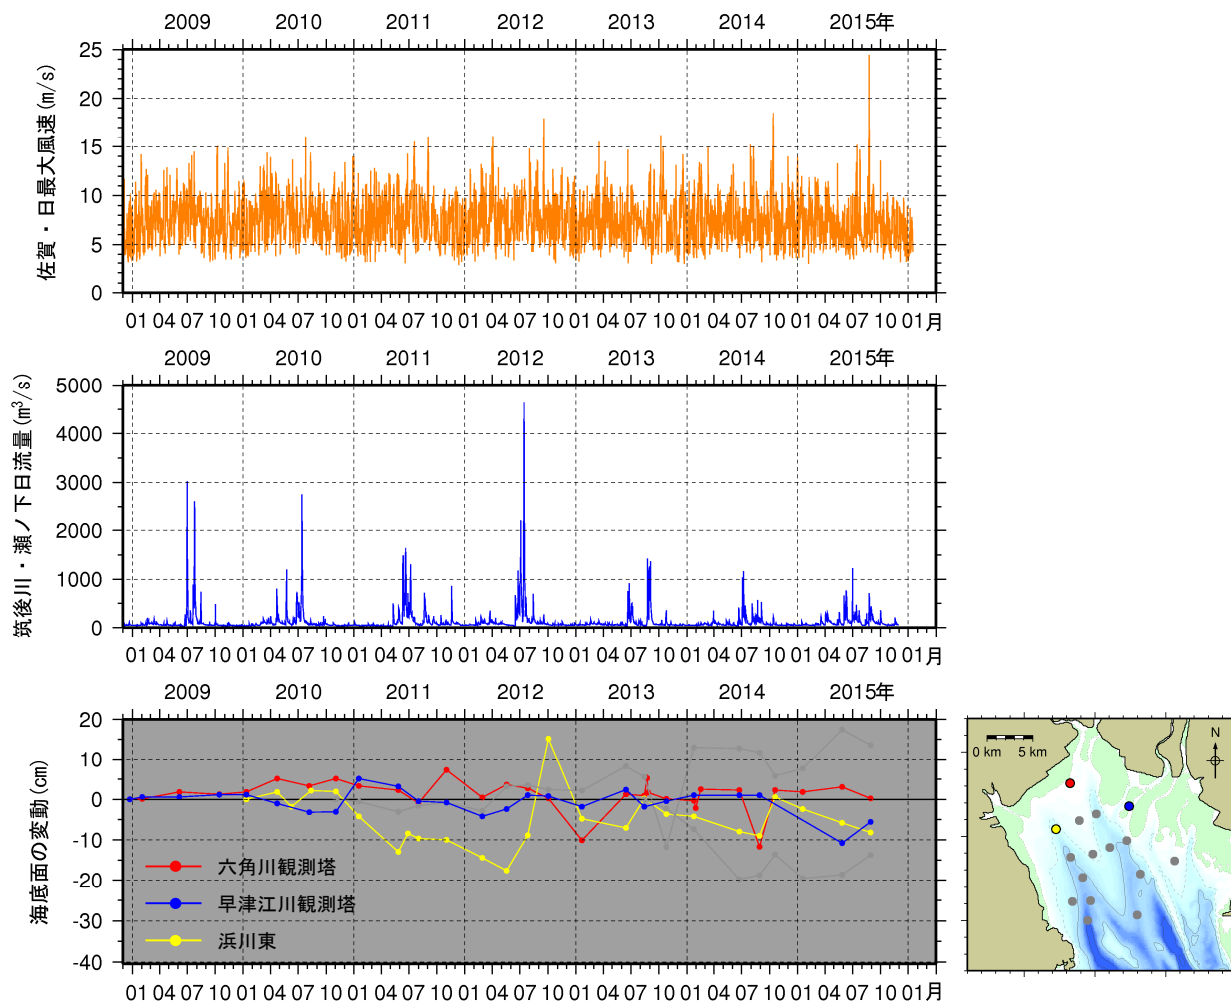 2009 2010 2011 2012 2013 2014 2015年
佐賀・日最大風速(m/s)
25
20
15
10
5
0
01 04 07 10 01 04 07 10 01 04 07 10 01 04 07 10 01 04 07 10 01 04 07 10 01 04 07 10 01月
2009 2010 2011 2012 2013 2014 2015年
筑後川・瀬ノ下日流量(m³/s)
5000
4000
3000
2000
1000
0
01 04 07 10 01 04 07 10 01 04 07 10 01 04 07 10 01 04 07 10 01 04 07 10 01 04 07 10 01月
2009 2010 2011 2012 2013 2014 2015年
海底面の変動(cm)
20
10
0
-10
-20
-30
-40
六角川観測塔
早津江川観測塔
浜川東
01 04 07 10 01 04 07 10 01 04 07 10 01 04 07 10 01 04 07 10 01 04 07 10 01 04 07 10 01月
0 km 5 km
N